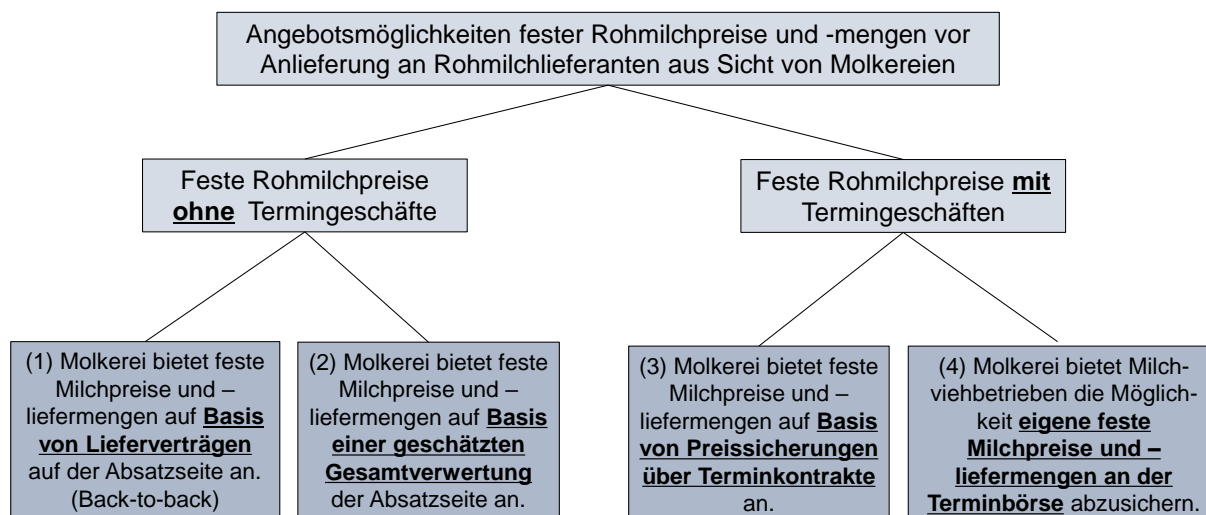 Angebotsmöglichkeiten fester Rohmilchpreise und -mengen vor
Anlieferung an Rohmilchlieferanten aus Sicht von Molkereien
Feste Rohmilchpreise
ohne Termingeschäfte
Feste Rohmilchpreise mit
Termingeschäften
(1) Molkerei bietet feste
Milchpreise und –
liefermengen auf Basis
von Lieferverträgen
auf der Absatzseite an.
(Back-to-back)
(2) Molkerei bietet feste
Milchpreise und –
liefermengen auf Basis
einer geschätzten
Gesamtverwertung
der Absatzseite an.
(3) Molkerei bietet feste
Milchpreise und –
liefermengen auf Basis
von Preissicherungen
über Terminkontrakte
an.
(4) Molkerei bietet Milch-
viehbetrieben die Möglich-
keit eigene feste
Milchpreise und –
liefermengen an der
Terminbörse abzusichern.